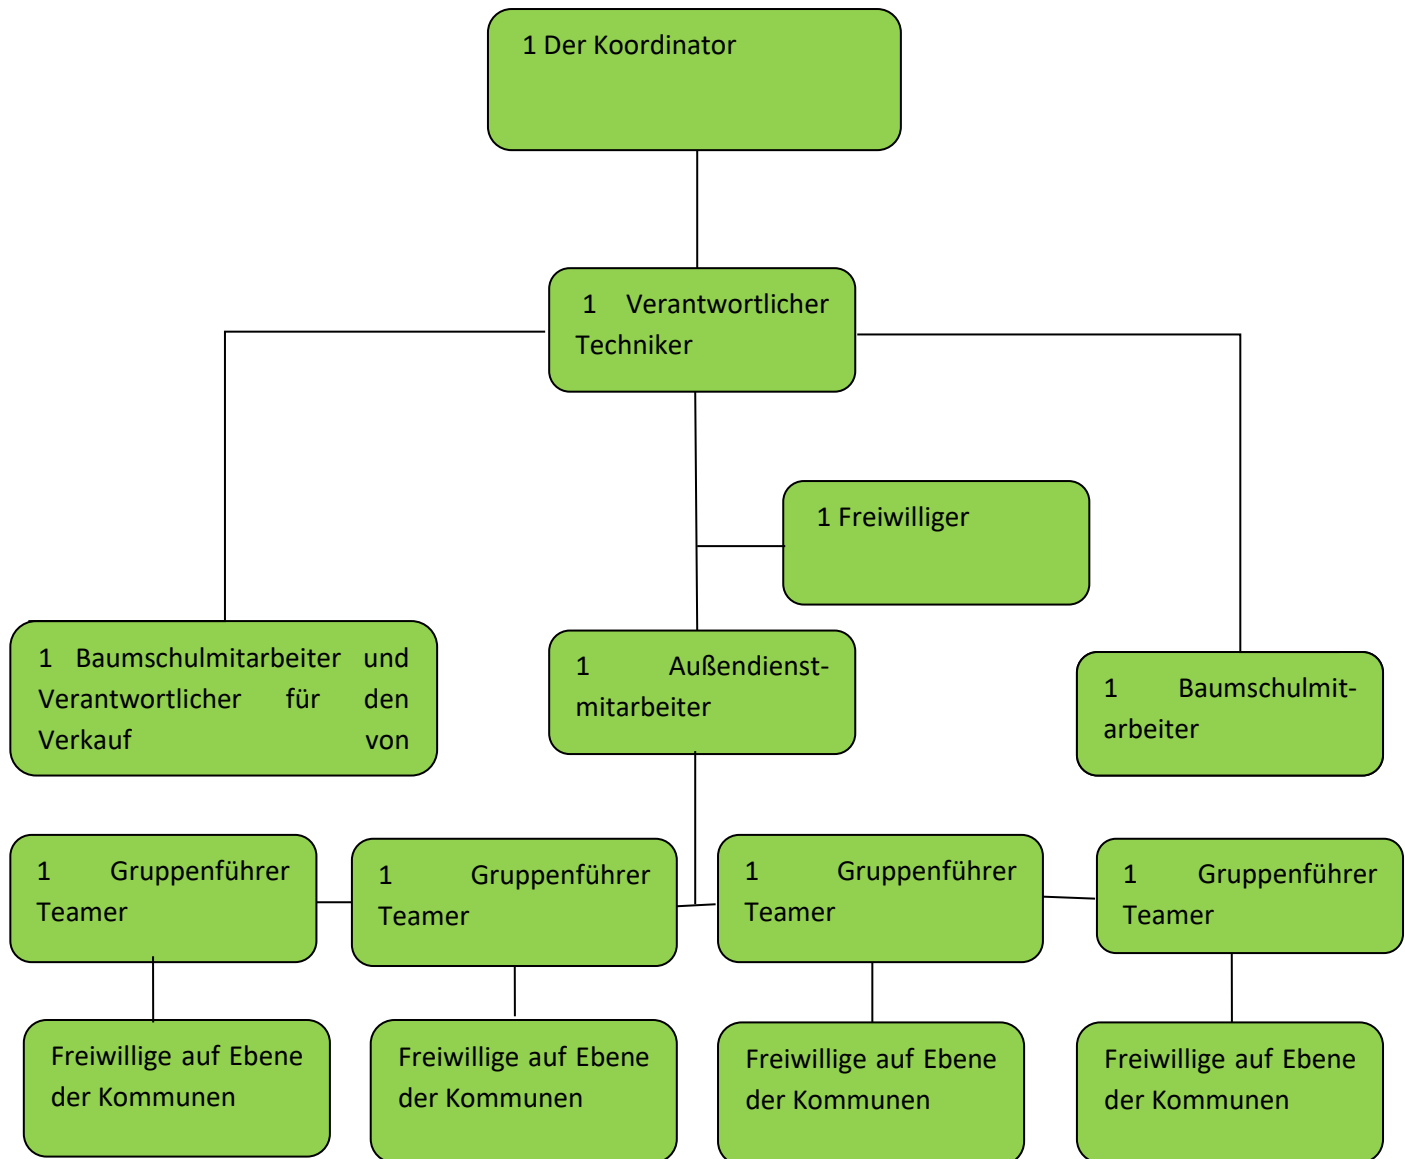 1 Der Koordinator
1 Verantwortlicher
Techniker
1 Freiwilliger
1 Baumschulmitarbeiter und
Verantwortlicher für den
Verkauf von
1 Außendienst-
mitarbeiter
1 Baumschulmit-
arbeiter
1 Gruppenführer
Teamer
1 Gruppenführer
Teamer
1 Gruppenführer
Teamer
1 Gruppenführer
Teamer
Freiwillige auf Ebene
der Kommunen
Freiwillige auf Ebene
der Kommunen
Freiwillige auf Ebene
der Kommunen
Freiwillige auf Ebene
der Kommunen